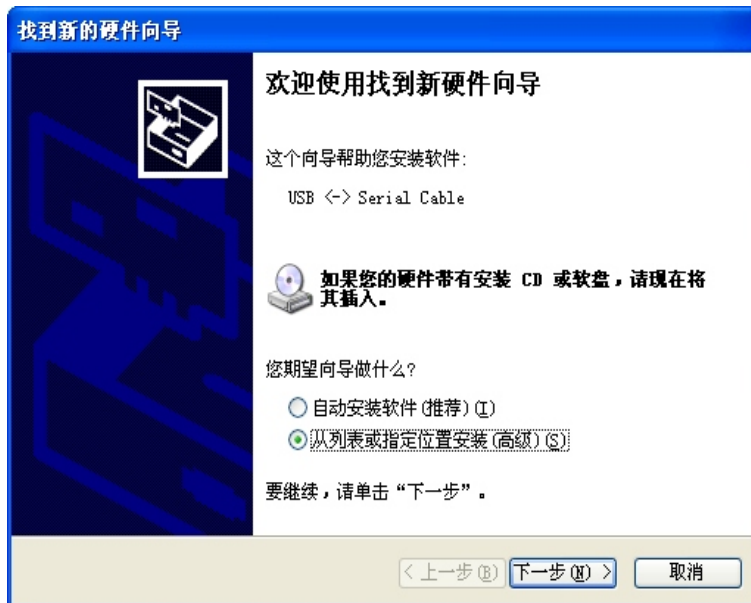 找到新的硬件向导
欢迎使用找到新硬件向导
这个向导帮助您安装软件:
USB <-> Serial Cable
如果您的硬件带有安装 CD 或软盘，请现在将
其插入。
您期望向导做什么?
自动安装软件(推荐)(I)
从列表或指定位置安装(高级)(S)
要继续，请单击“下一步”。
< 上一步(B)
下一步(N) >
取消